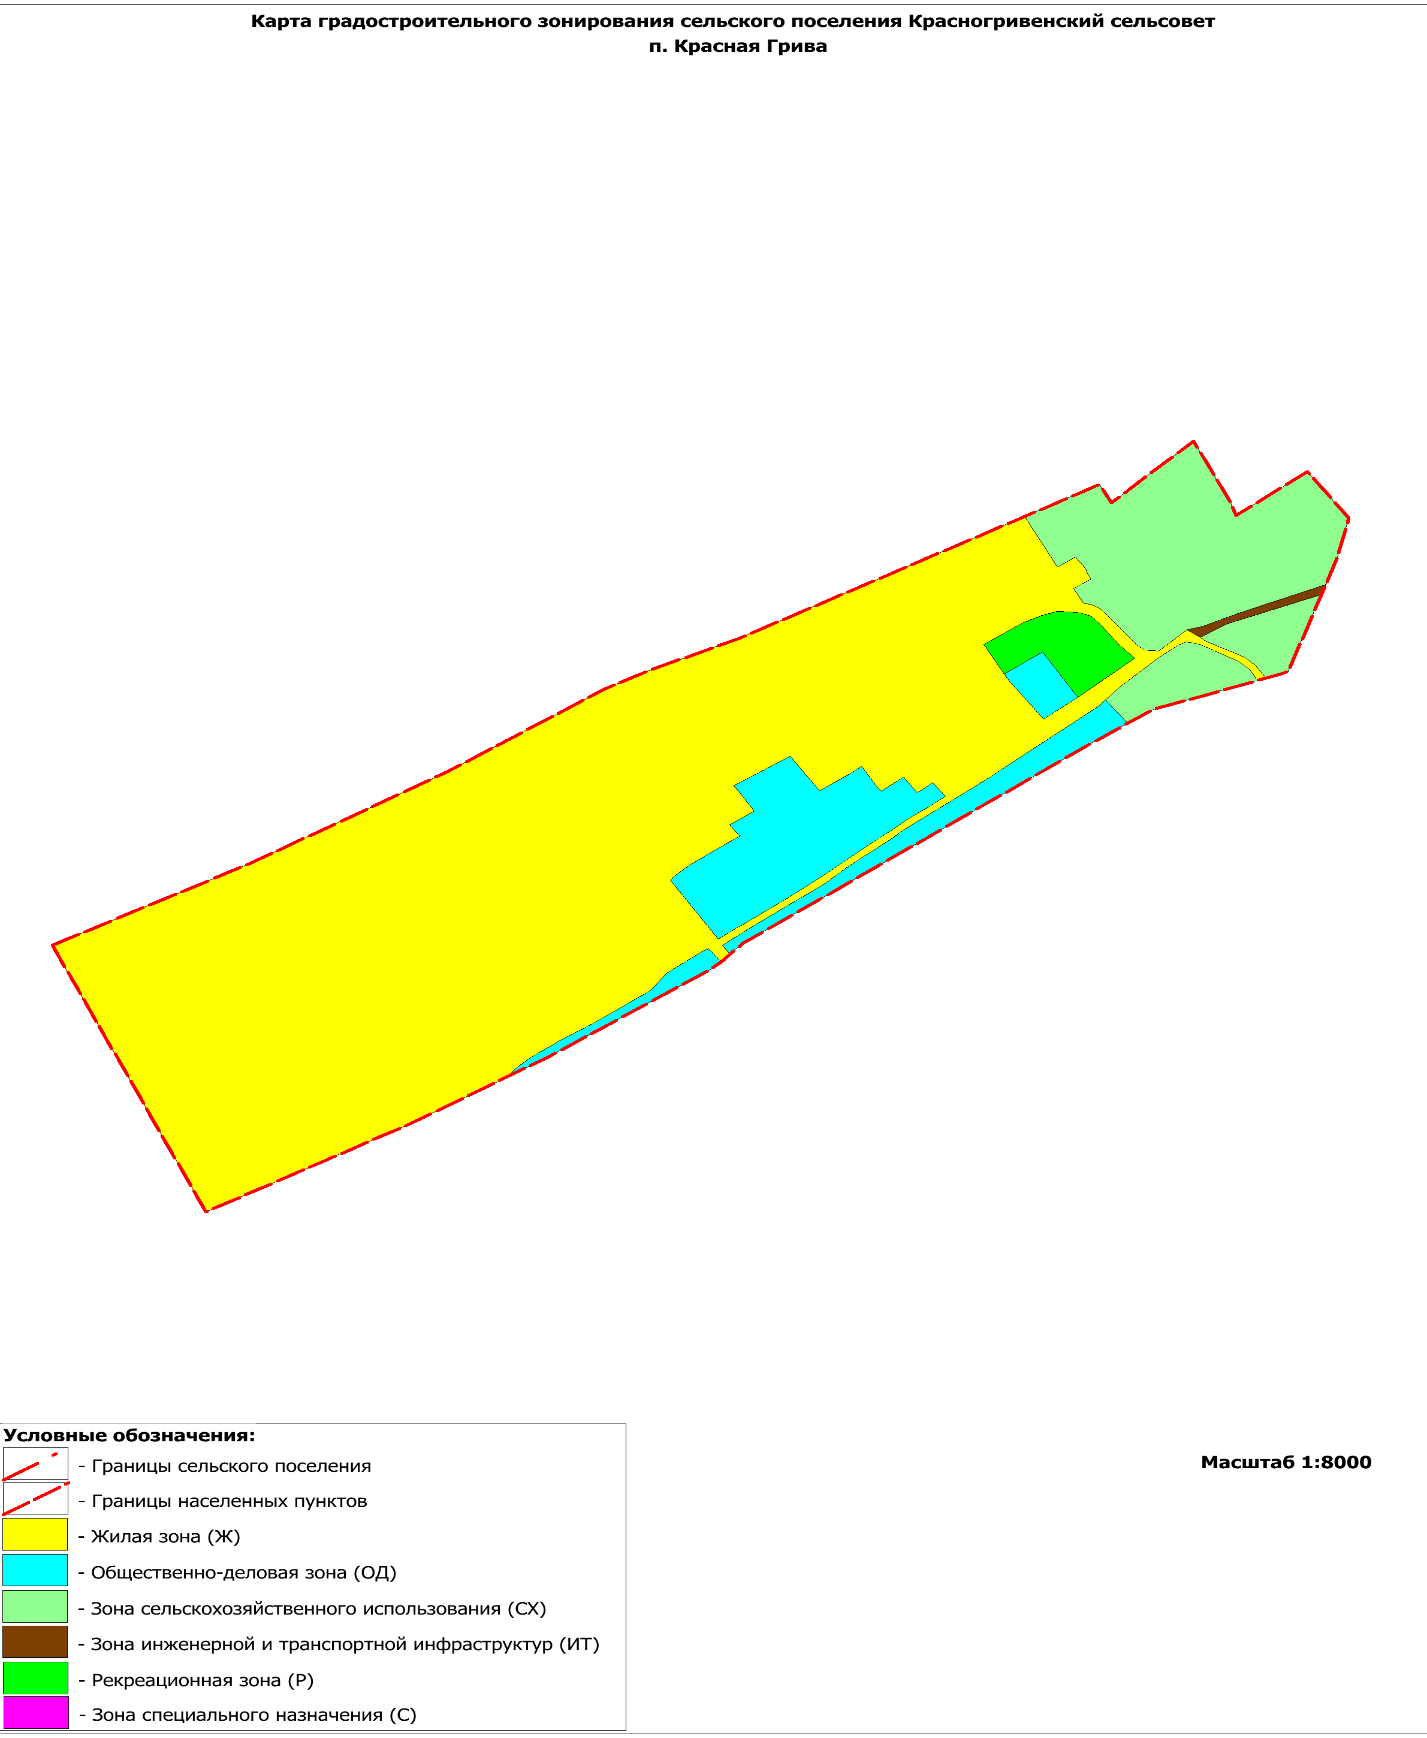 Карта градостроительного зонирования сельского поселения Красногривенский сельсовет
п. Красная Грива
Условные обозначения:
- Границы сельского поселения
- Границы населенных пунктов
- Жилая зона (Ж)
- Общественно-деловая зона (ОД)
- Зона сельскохозяйственного использования (СХ)
- Зона инженерной и транспортной инфраструктур (ИТ)
- Рекреационная зона (Р)
- Зона специального назначения (С)
Масштаб 1:8000